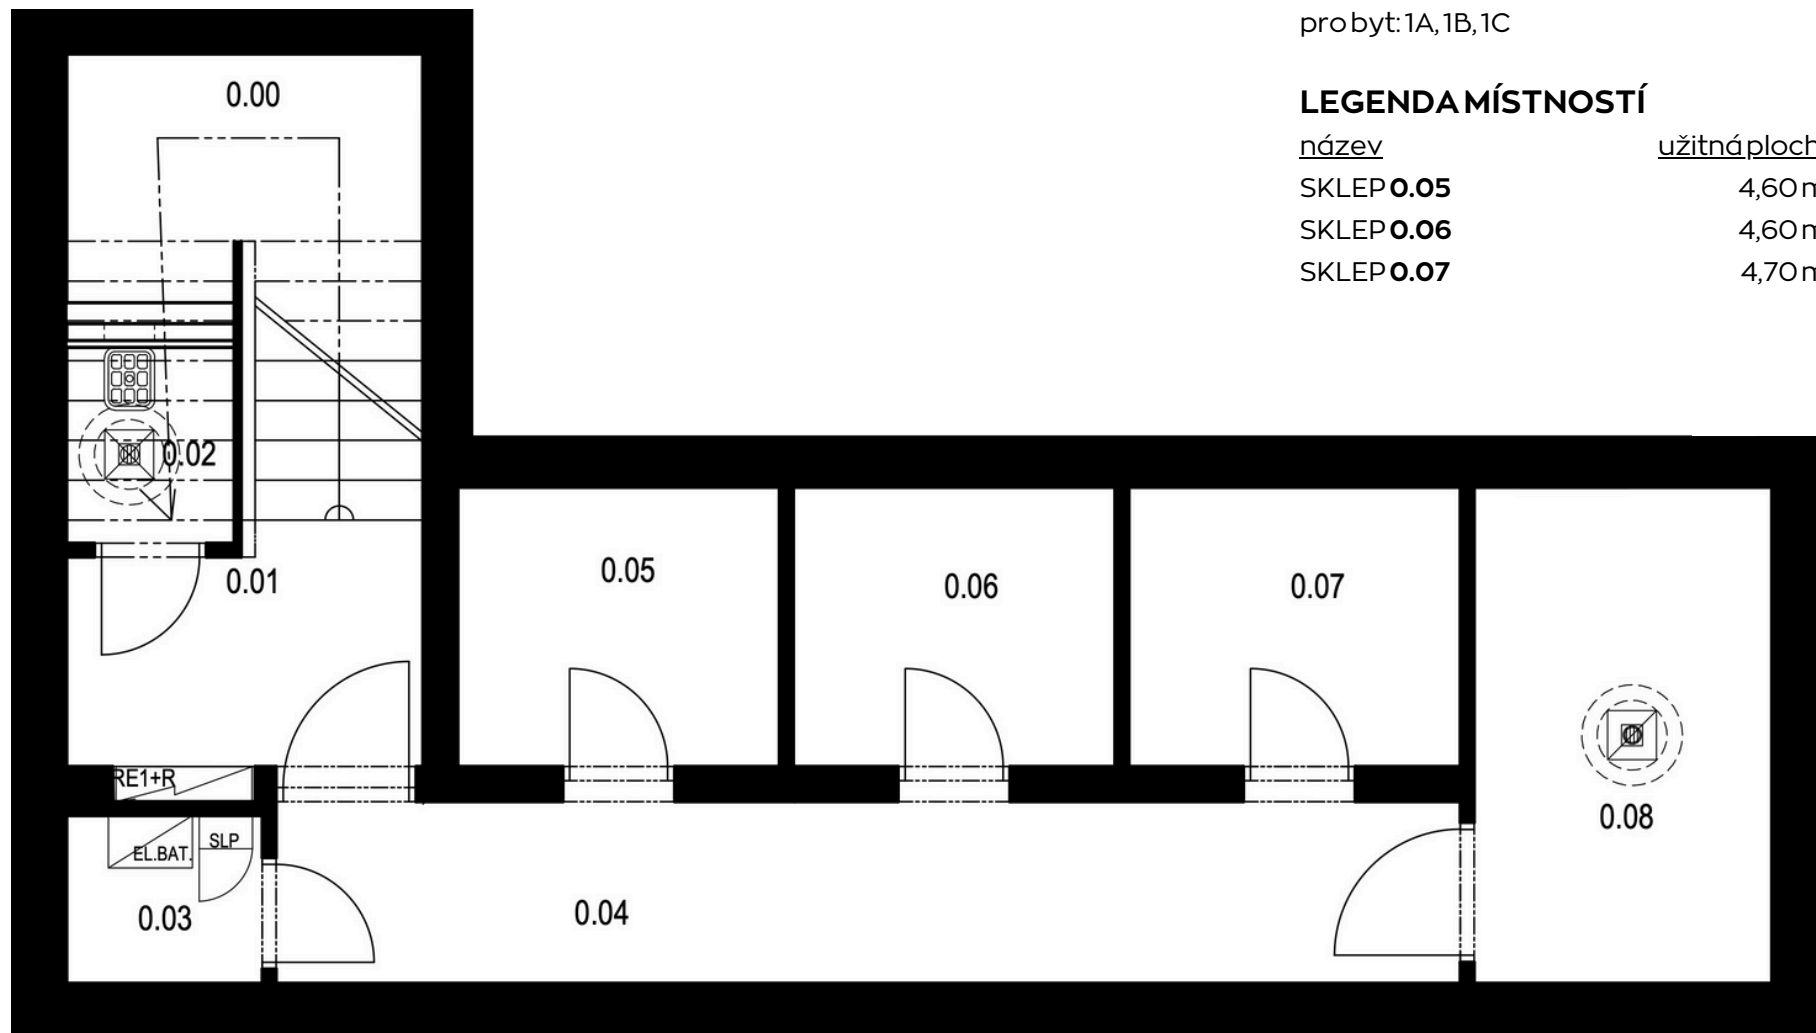 pro byt: 1A, 1B, 1C
LEGENDA MÍSTNOSTÍ
název užitná ploch
SKLEP 0.05 4,60 m
SKLEP 0.06 4,60 m
SKLEP 0.07 4,70 m
0.00
0.02
0.01
0.05
0.06
0.07
RE1+R
0.08
SLP
EL.BAT.
0.03
0.04